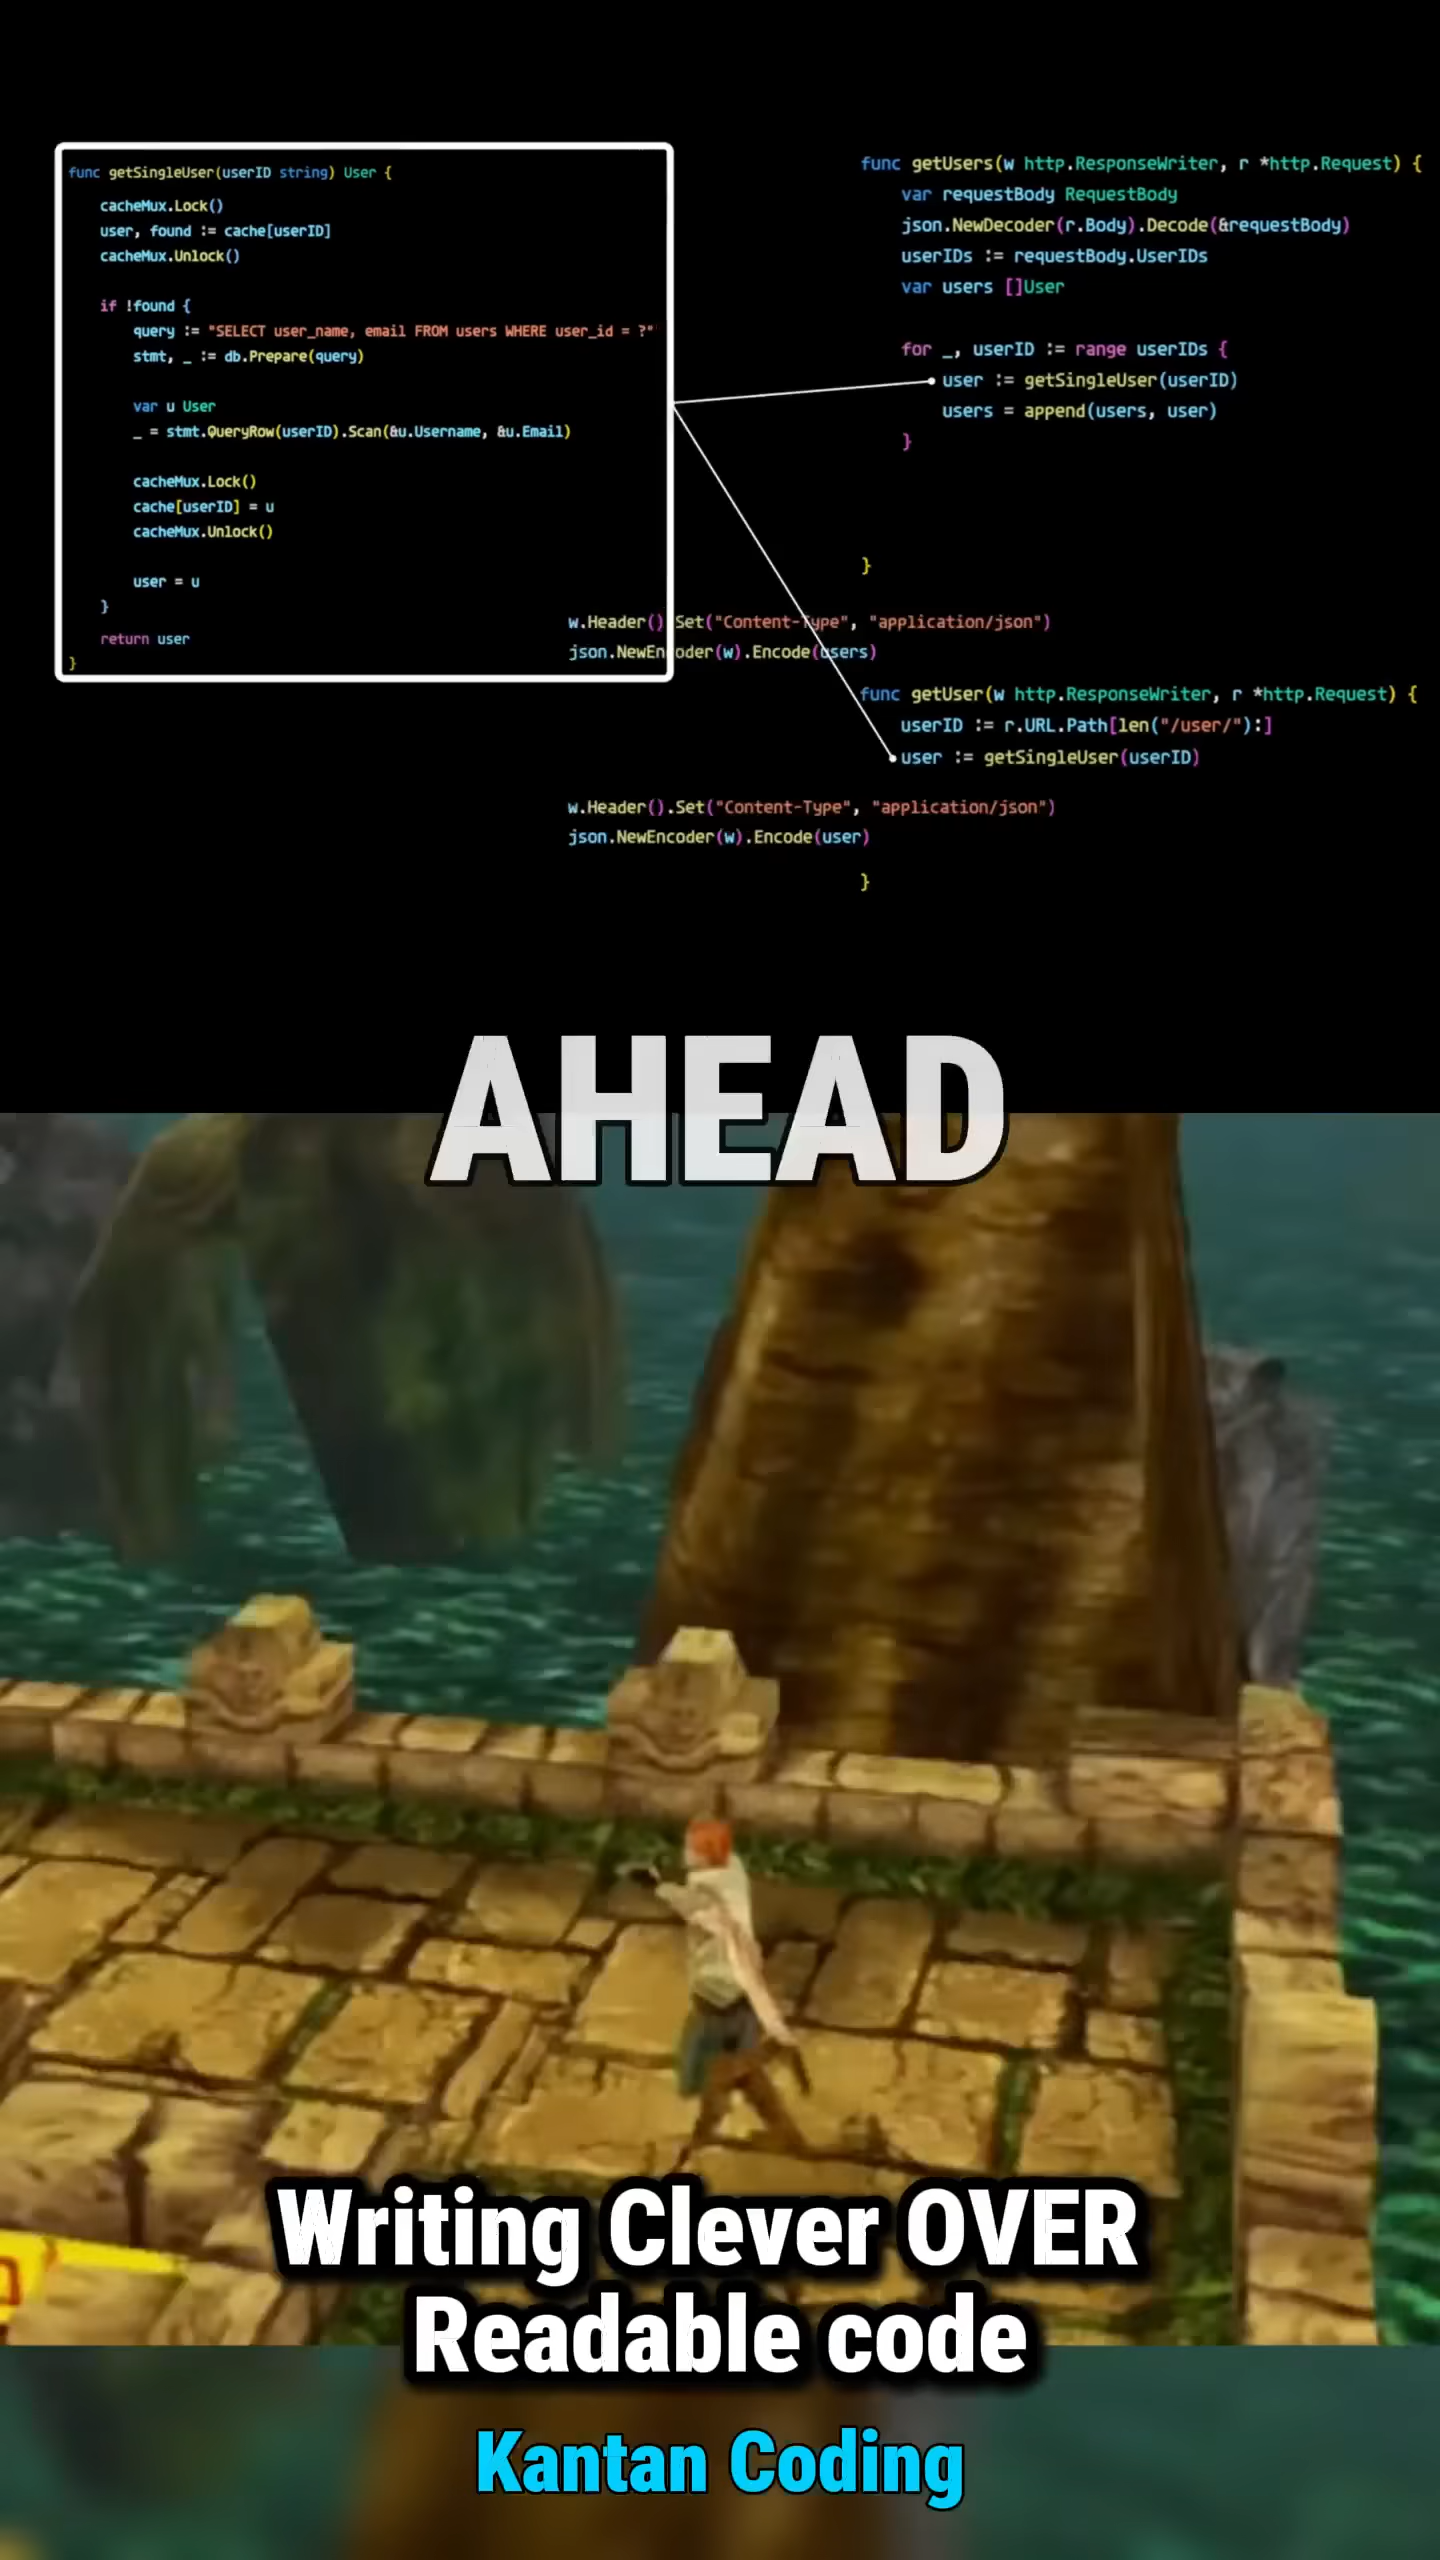 func getSingleUser(userID string) User {
cacheMux.Lock()
user, found := cache[userID]
cacheMux.Unlock()
if !found {
query := "SELECT user_name, email FROM users WHERE user_id = ?"
stmt, _ := db.Prepare(query)
var u User
_ = stmt.QueryRow(userID).Scan(&u.Username, &u.Email)
cacheMux.Lock()
cache[userID] = u
cacheMux.Unlock()
user = u
}
return user
}
func getUsers(w http.ResponseWriter, r *http.Request) {
var requestBody RequestBody
json.NewDecoder(r.Body).Decode(&requestBody)
userIDs := requestBody.UserIDs
var users []User
for _, userID := range userIDs {
user := getSingleUser(userID)
users = append(users, user)
}
}
w.Header().Set("Content-Type", "application/json")
json.NewEncoder(w).Encode(users)
func getUser(w http.ResponseWriter, r *http.Request) {
userID := r.URL.Path[len("/user/"):]
user := getSingleUser(userID)
w.Header().Set("Content-Type", "application/json")
json.NewEncoder(w).Encode(user)
}
AHEAD
Writing Clever OVER
Readable code
Kantan Coding